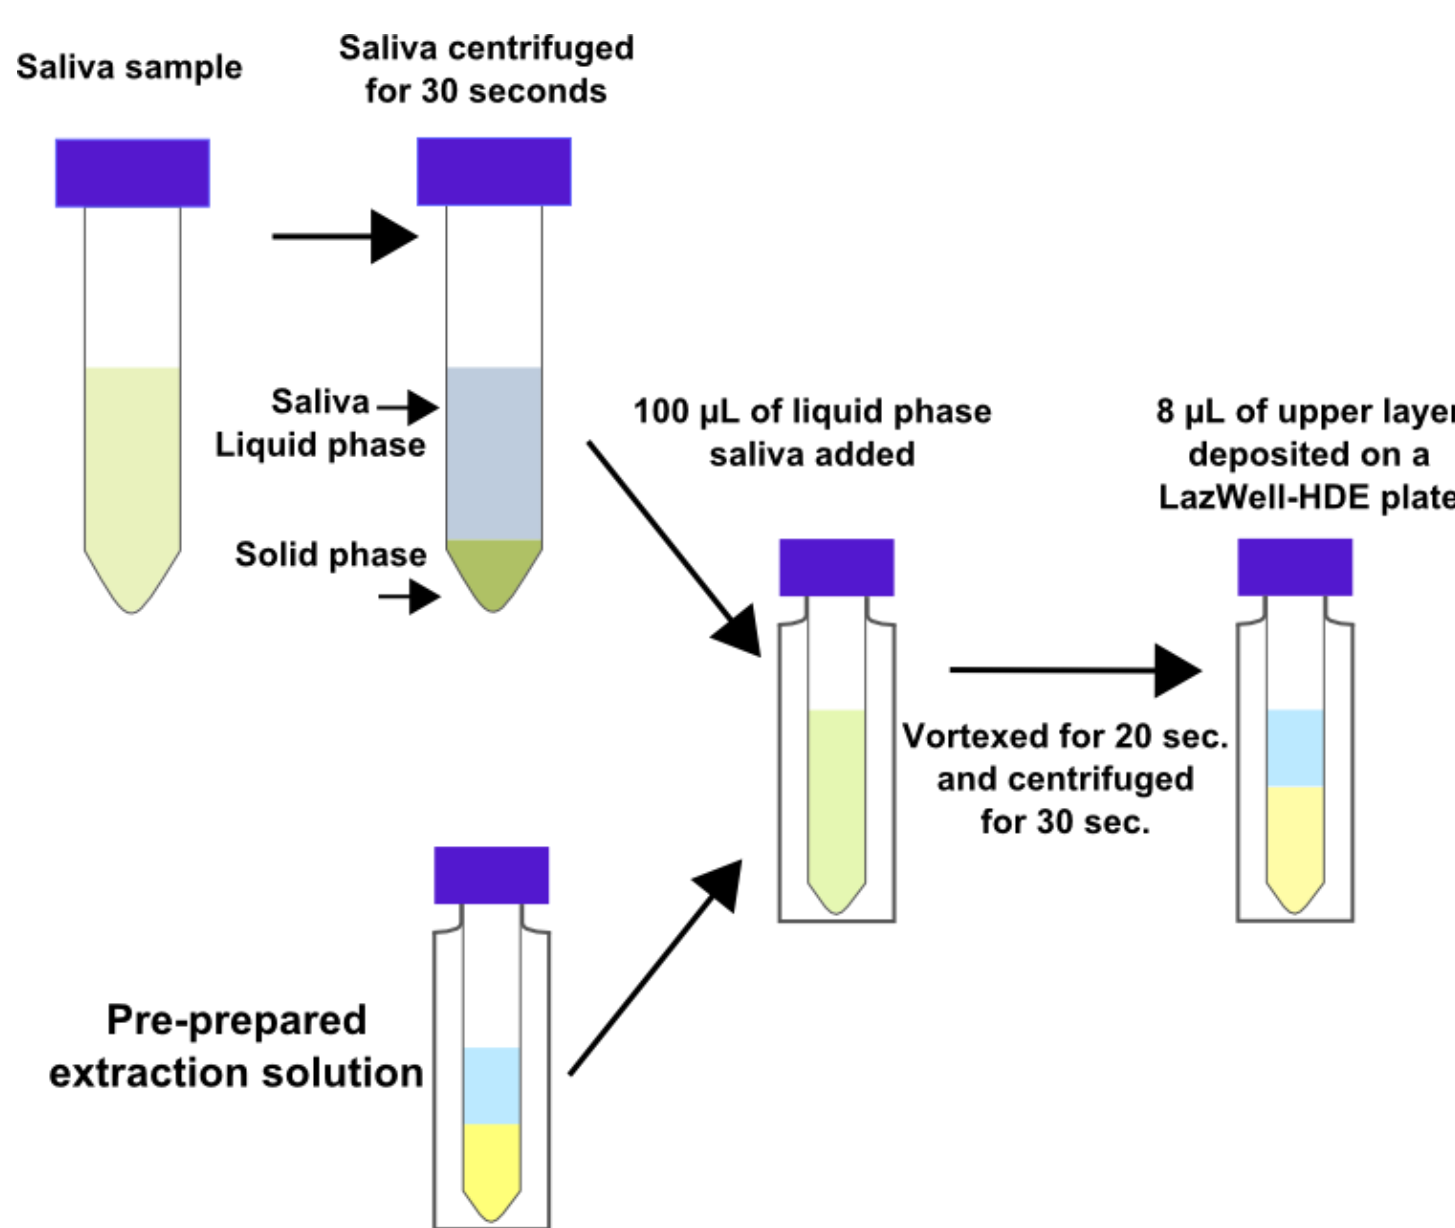 Saliva sample
Saliva centrifuged
for 30 seconds
Saliva
Liquid phase
Solid phase
100 µL of liquid phase
saliva added
8 µL of upper layer
deposited on a
LazWell-HDE plate
Vortexed for 20 sec.
and centrifuged
for 30 sec.
Pre-prepared
extraction solution